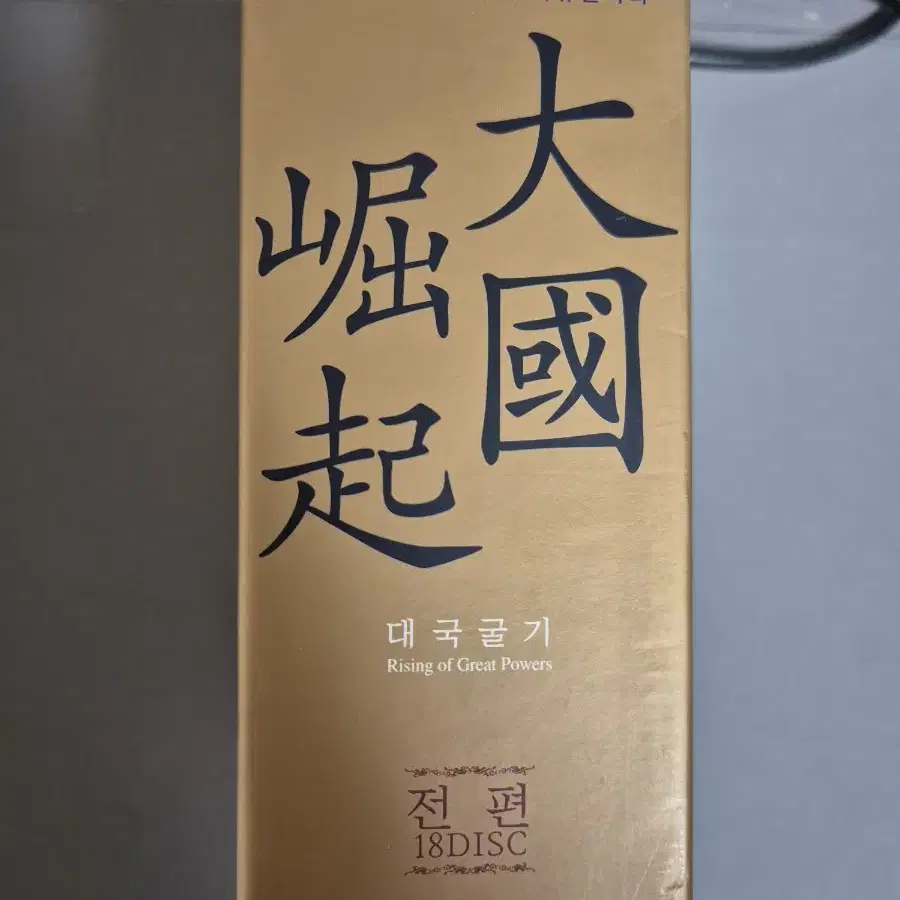 大國
崛起
대국굴기
Rising of Great Powers
전편
18DISC